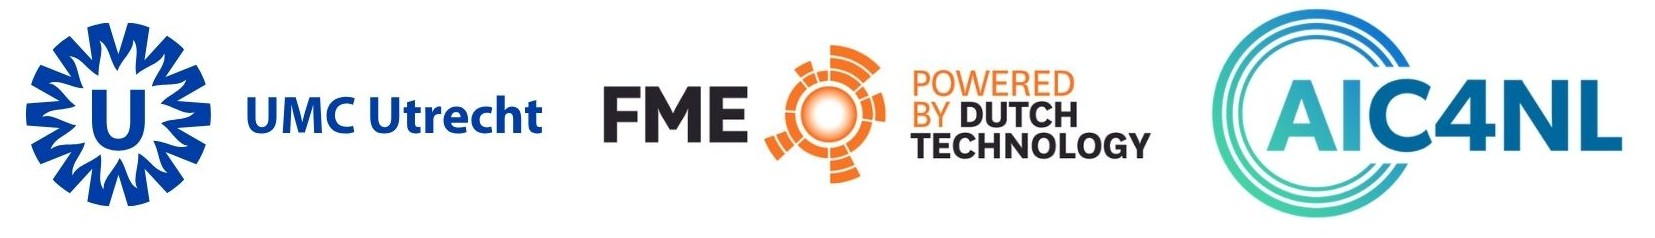 U
UMC Utrecht
FME
POWERED
BY DUTCH
TECHNOLOGY
AIC4NL